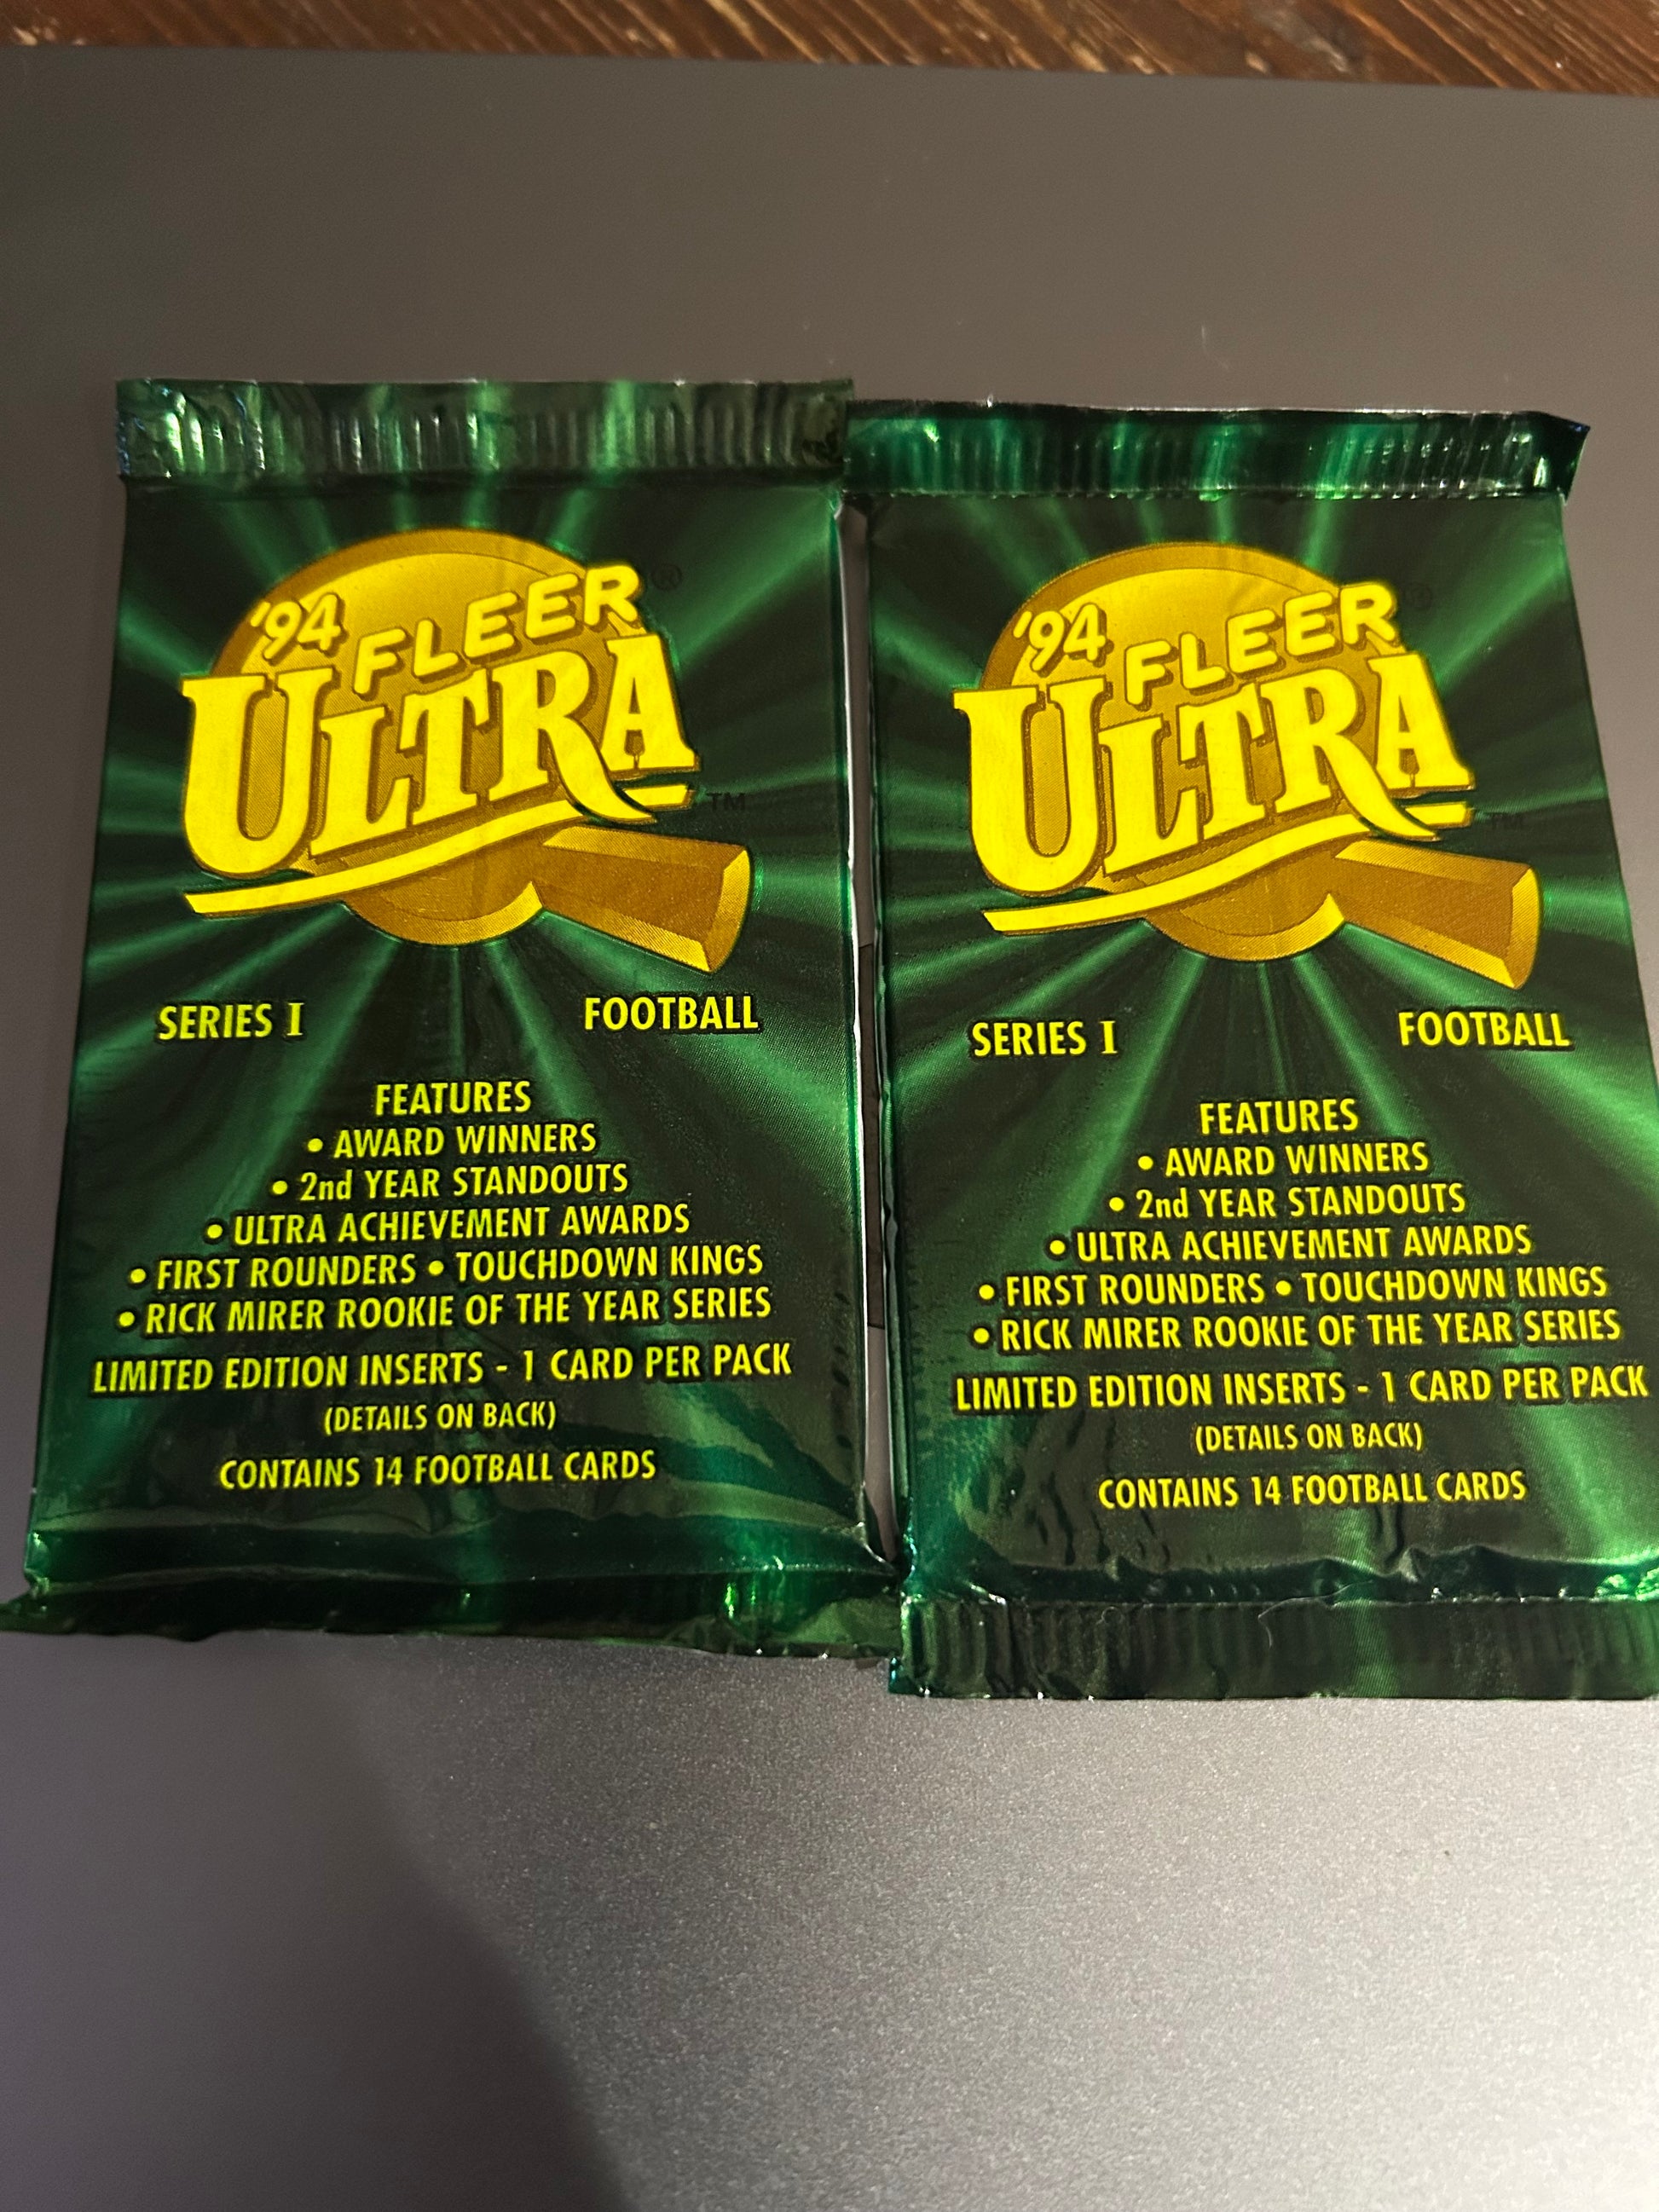 '94 FLEER®
ULTRA™
SERIES I FOOTBALL
FEATURES
• AWARD WINNERS
• 2nd YEAR STANDOUTS
• ULTRA ACHIEVEMENT AWARDS
• FIRST ROUNDERS • TOUCHDOWN KINGS
• RICK MIRER ROOKIE OF THE YEAR SERIES
LIMITED EDITION INSERTS - 1 CARD PER PACK
(DETAILS ON BACK)
CONTAINS 14 FOOTBALL CARDS
'94 FLEER®
ULTRA™
SERIES I FOOTBALL
FEATURES
• AWARD WINNERS
• 2nd YEAR STANDOUTS
• ULTRA ACHIEVEMENT AWARDS
• FIRST ROUNDERS • TOUCHDOWN KINGS
• RICK MIRER ROOKIE OF THE YEAR SERIES
LIMITED EDITION INSERTS - 1 CARD PER PACK
(DETAILS ON BACK)
CONTAINS 14 FOOTBALL CARDS